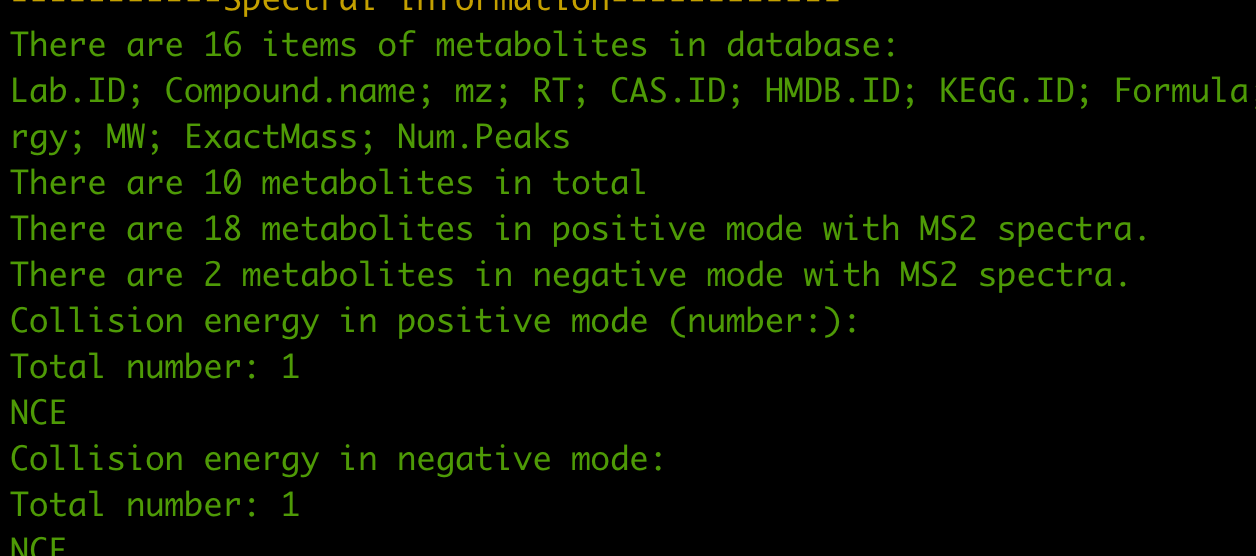 -----------Spectral information------------
There are 16 items of metabolites in database:
Lab.ID; Compound.name; mz; RT; CAS.ID; HMDB.ID; KEGG.ID; Formula;
rgy; MW; ExactMass; Num.Peaks
There are 10 metabolites in total
There are 18 metabolites in positive mode with MS2 spectra.
There are 2 metabolites in negative mode with MS2 spectra.
Collision energy in positive mode (number:):
Total number: 1
NCE
Collision energy in negative mode:
Total number: 1
NCE